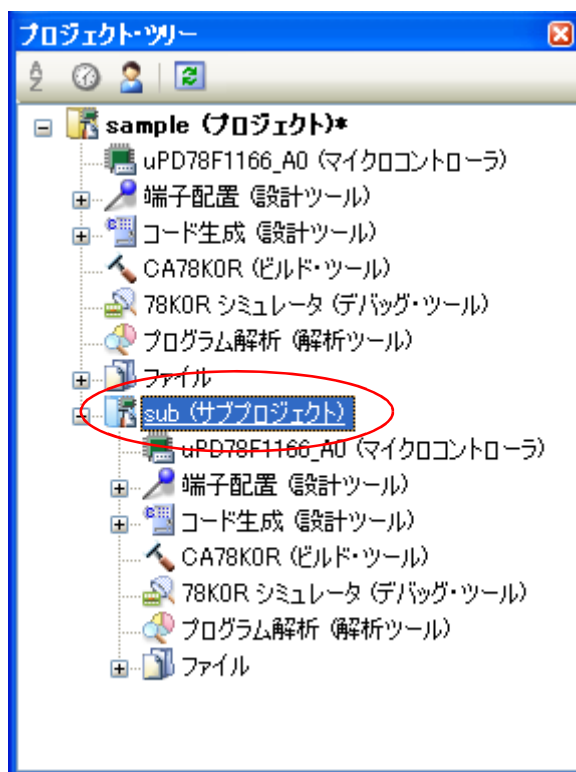 プロジェクト・ツリー
sample (プロジェクト)*
uPD78F1166_A0 (マイクロコントローラ)
端子配置 (設計ツール)
コード生成 (設計ツール)
CA78K0R (ビルド・ツール)
78K0R シミュレータ (デバッグ・ツール)
プログラム解析 (解析ツール)
ファイル
sub (サブプロジェクト)
uPD78F1166_A0 (マイクロコントローラ)
端子配置 (設計ツール)
コード生成 (設計ツール)
CA78K0R (ビルド・ツール)
78K0R シミュレータ (デバッグ・ツール)
プログラム解析 (解析ツール)
ファイル